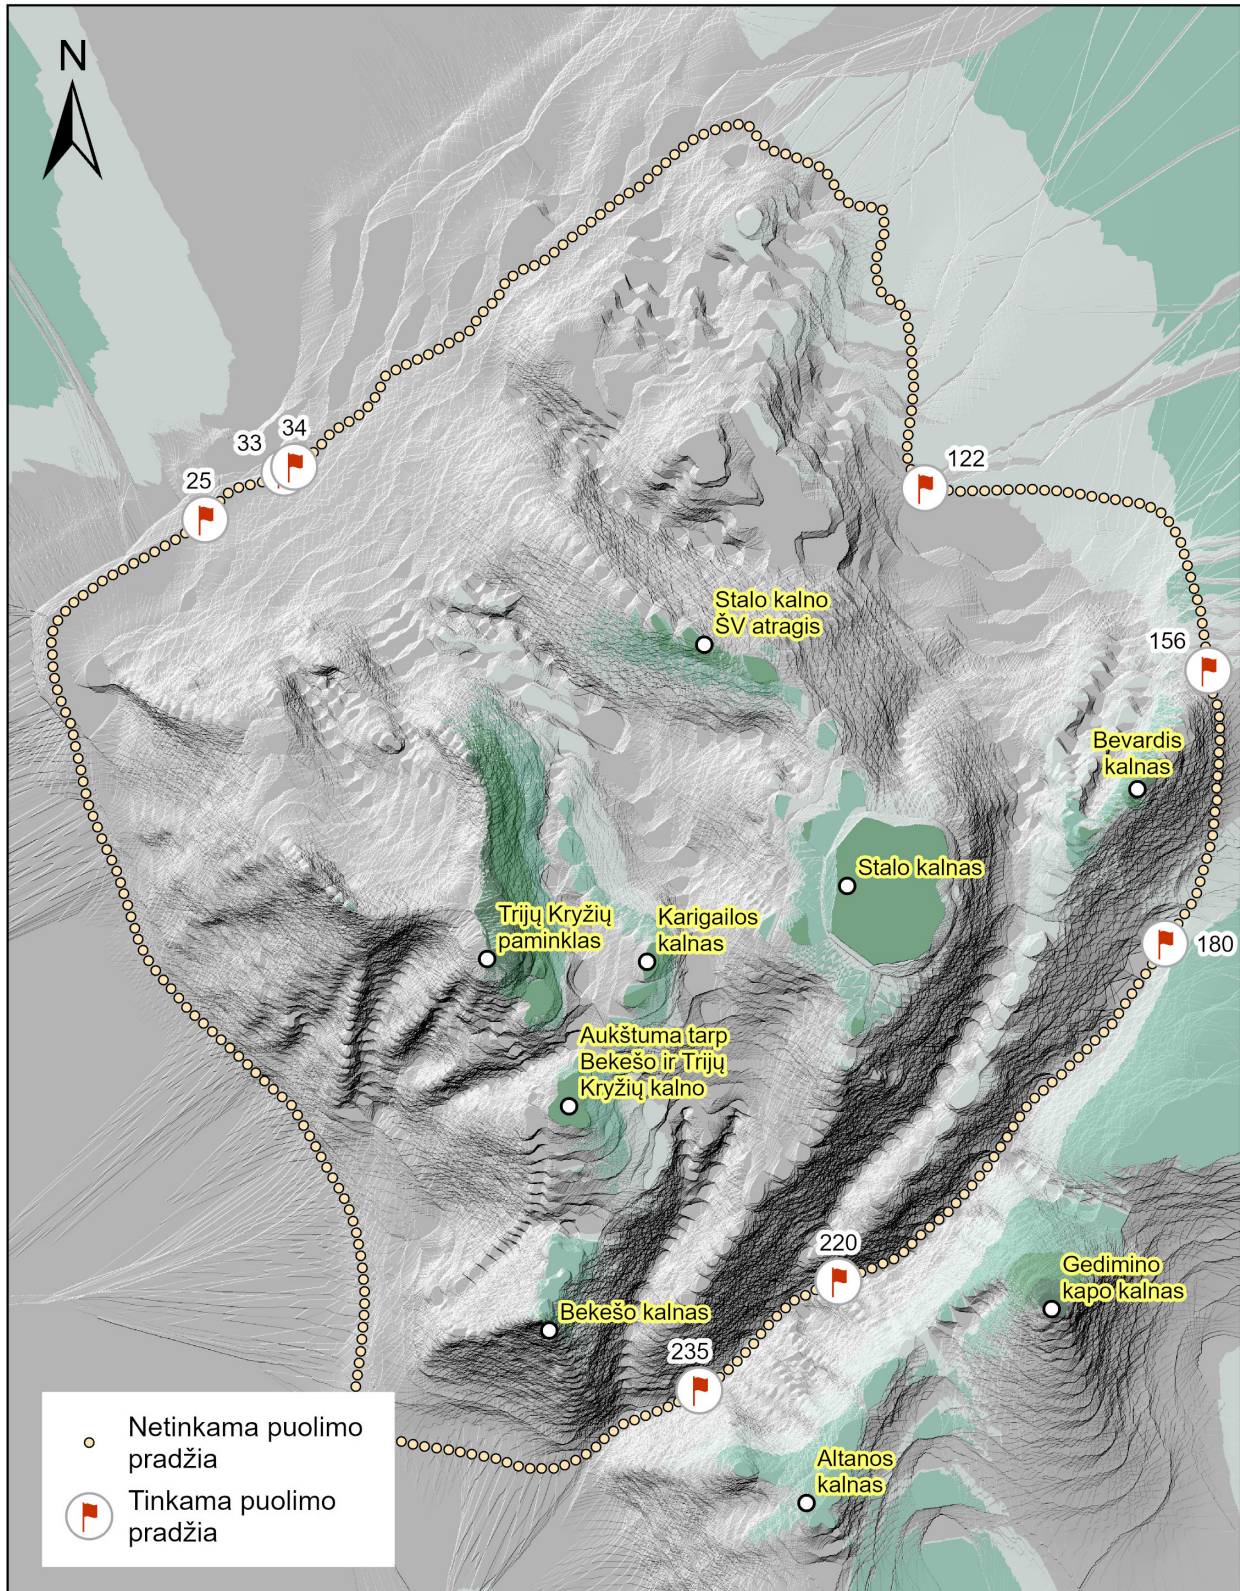 N
33
34
25
122
Stalo kalno
ŠV atragis
156
Bevardis
kalnas
Stalo kalnas
Trijų Kryžių
paminklas
Karigailos
kalnas
180
Aukštuma tarp
Bekešo ir Trijų
Kryžių kalno
220
Gedimino
kapo kalnas
Bekešo kalnas
235
Altanos
kalnas
Netinkama puolimo
pradžia
Tinkama puolimo
pradžia